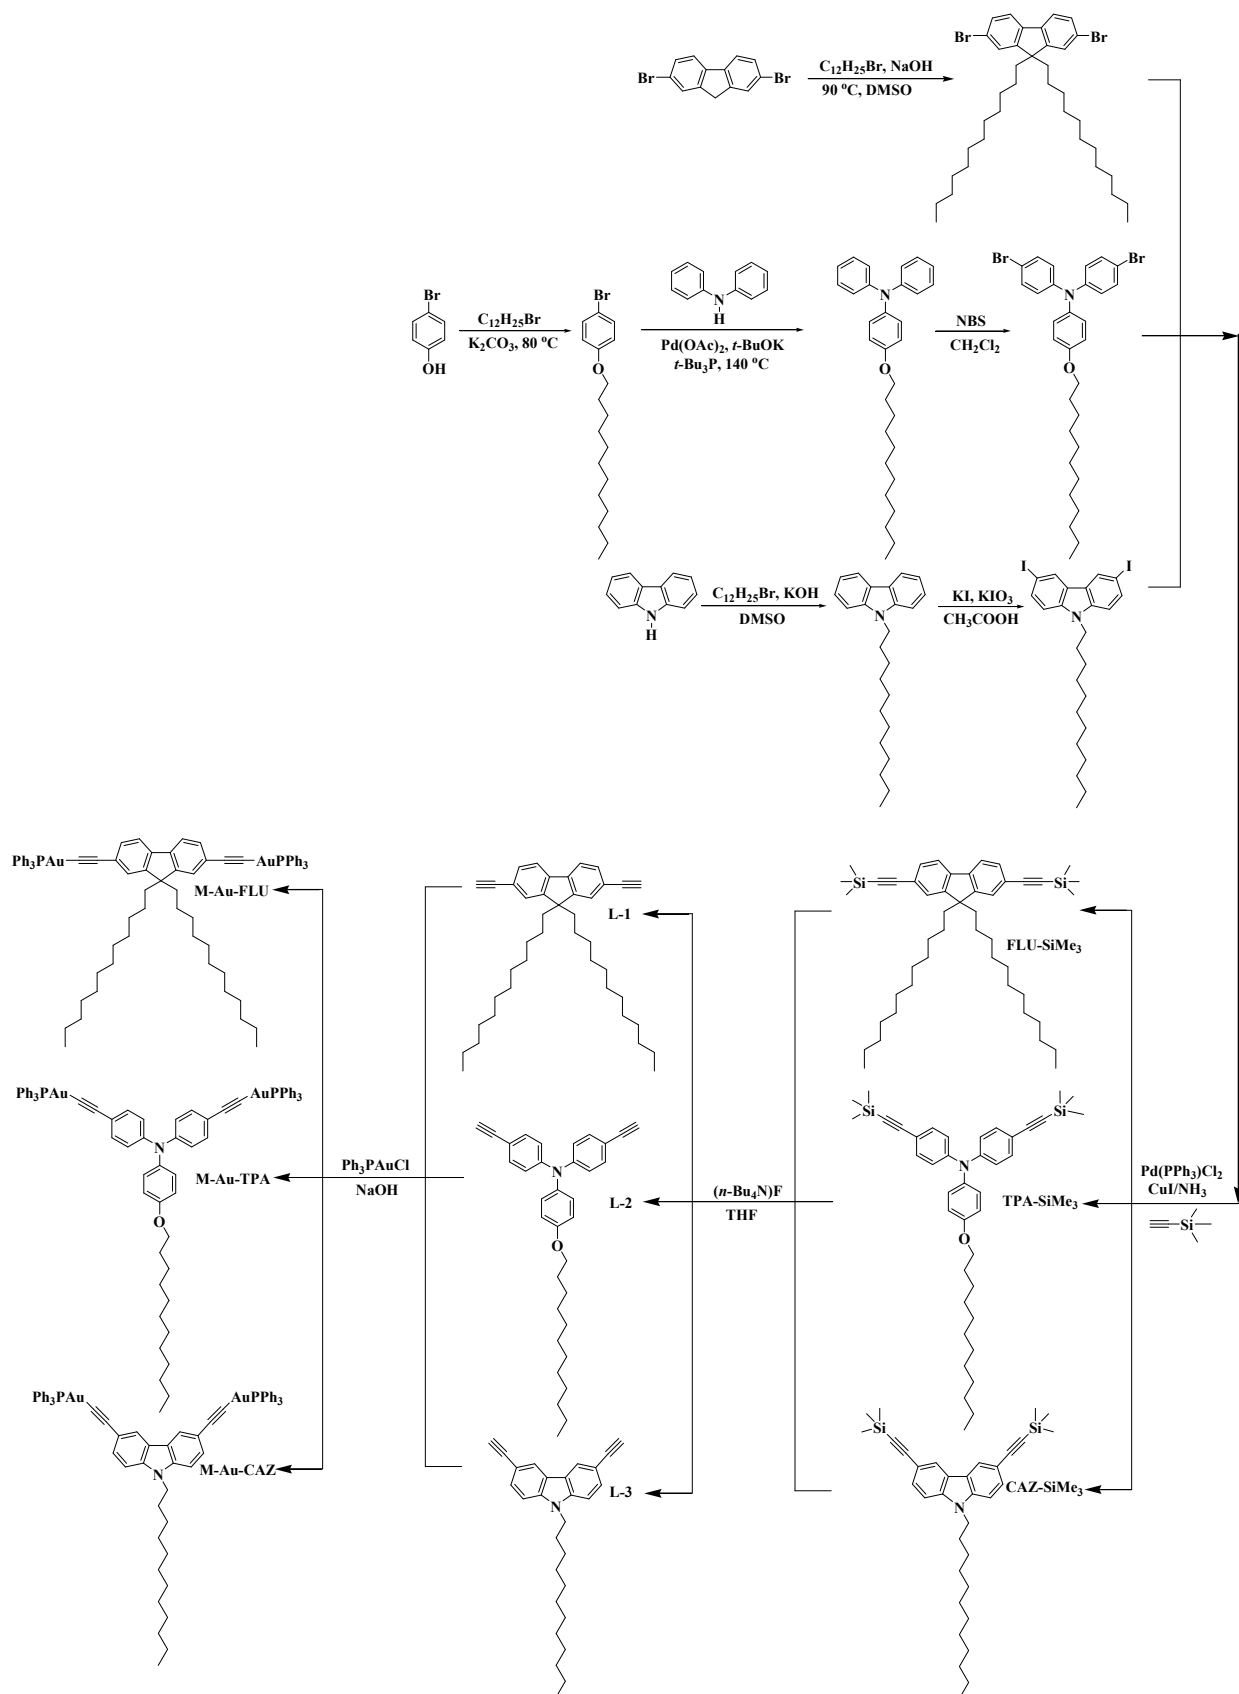 Br Br
C12H25Br, NaOH
90 oC, DMSO
Br Br
Br
OH
C12H25Br
K2CO3, 80 oC
Br
O
N
H
Pd(OAc)2, t-BuOK
t-Bu3P, 140 oC
N
O
NBS
CH2Cl2
Br Br
N
O
N
H
C12H25Br, KOH
DMSO
N
KI, KIO3
CH3COOH
I I
N
Ph3PAu AuPPh3
M-Au-FLU
L-1
Si Si
FLU-SiMe3
Ph3PAu AuPPh3
N
M-Au-TPA
O
Ph3PAuCl
NaOH
N
L-2
O
(n-Bu4N)F
THF
Si Si
N
TPA-SiMe3
O
Pd(PPh3)Cl2
CuI/NH3
Si
Ph3PAu AuPPh3
M-Au-CAZ
N
L-3
N
Si Si
CAZ-SiMe3
N